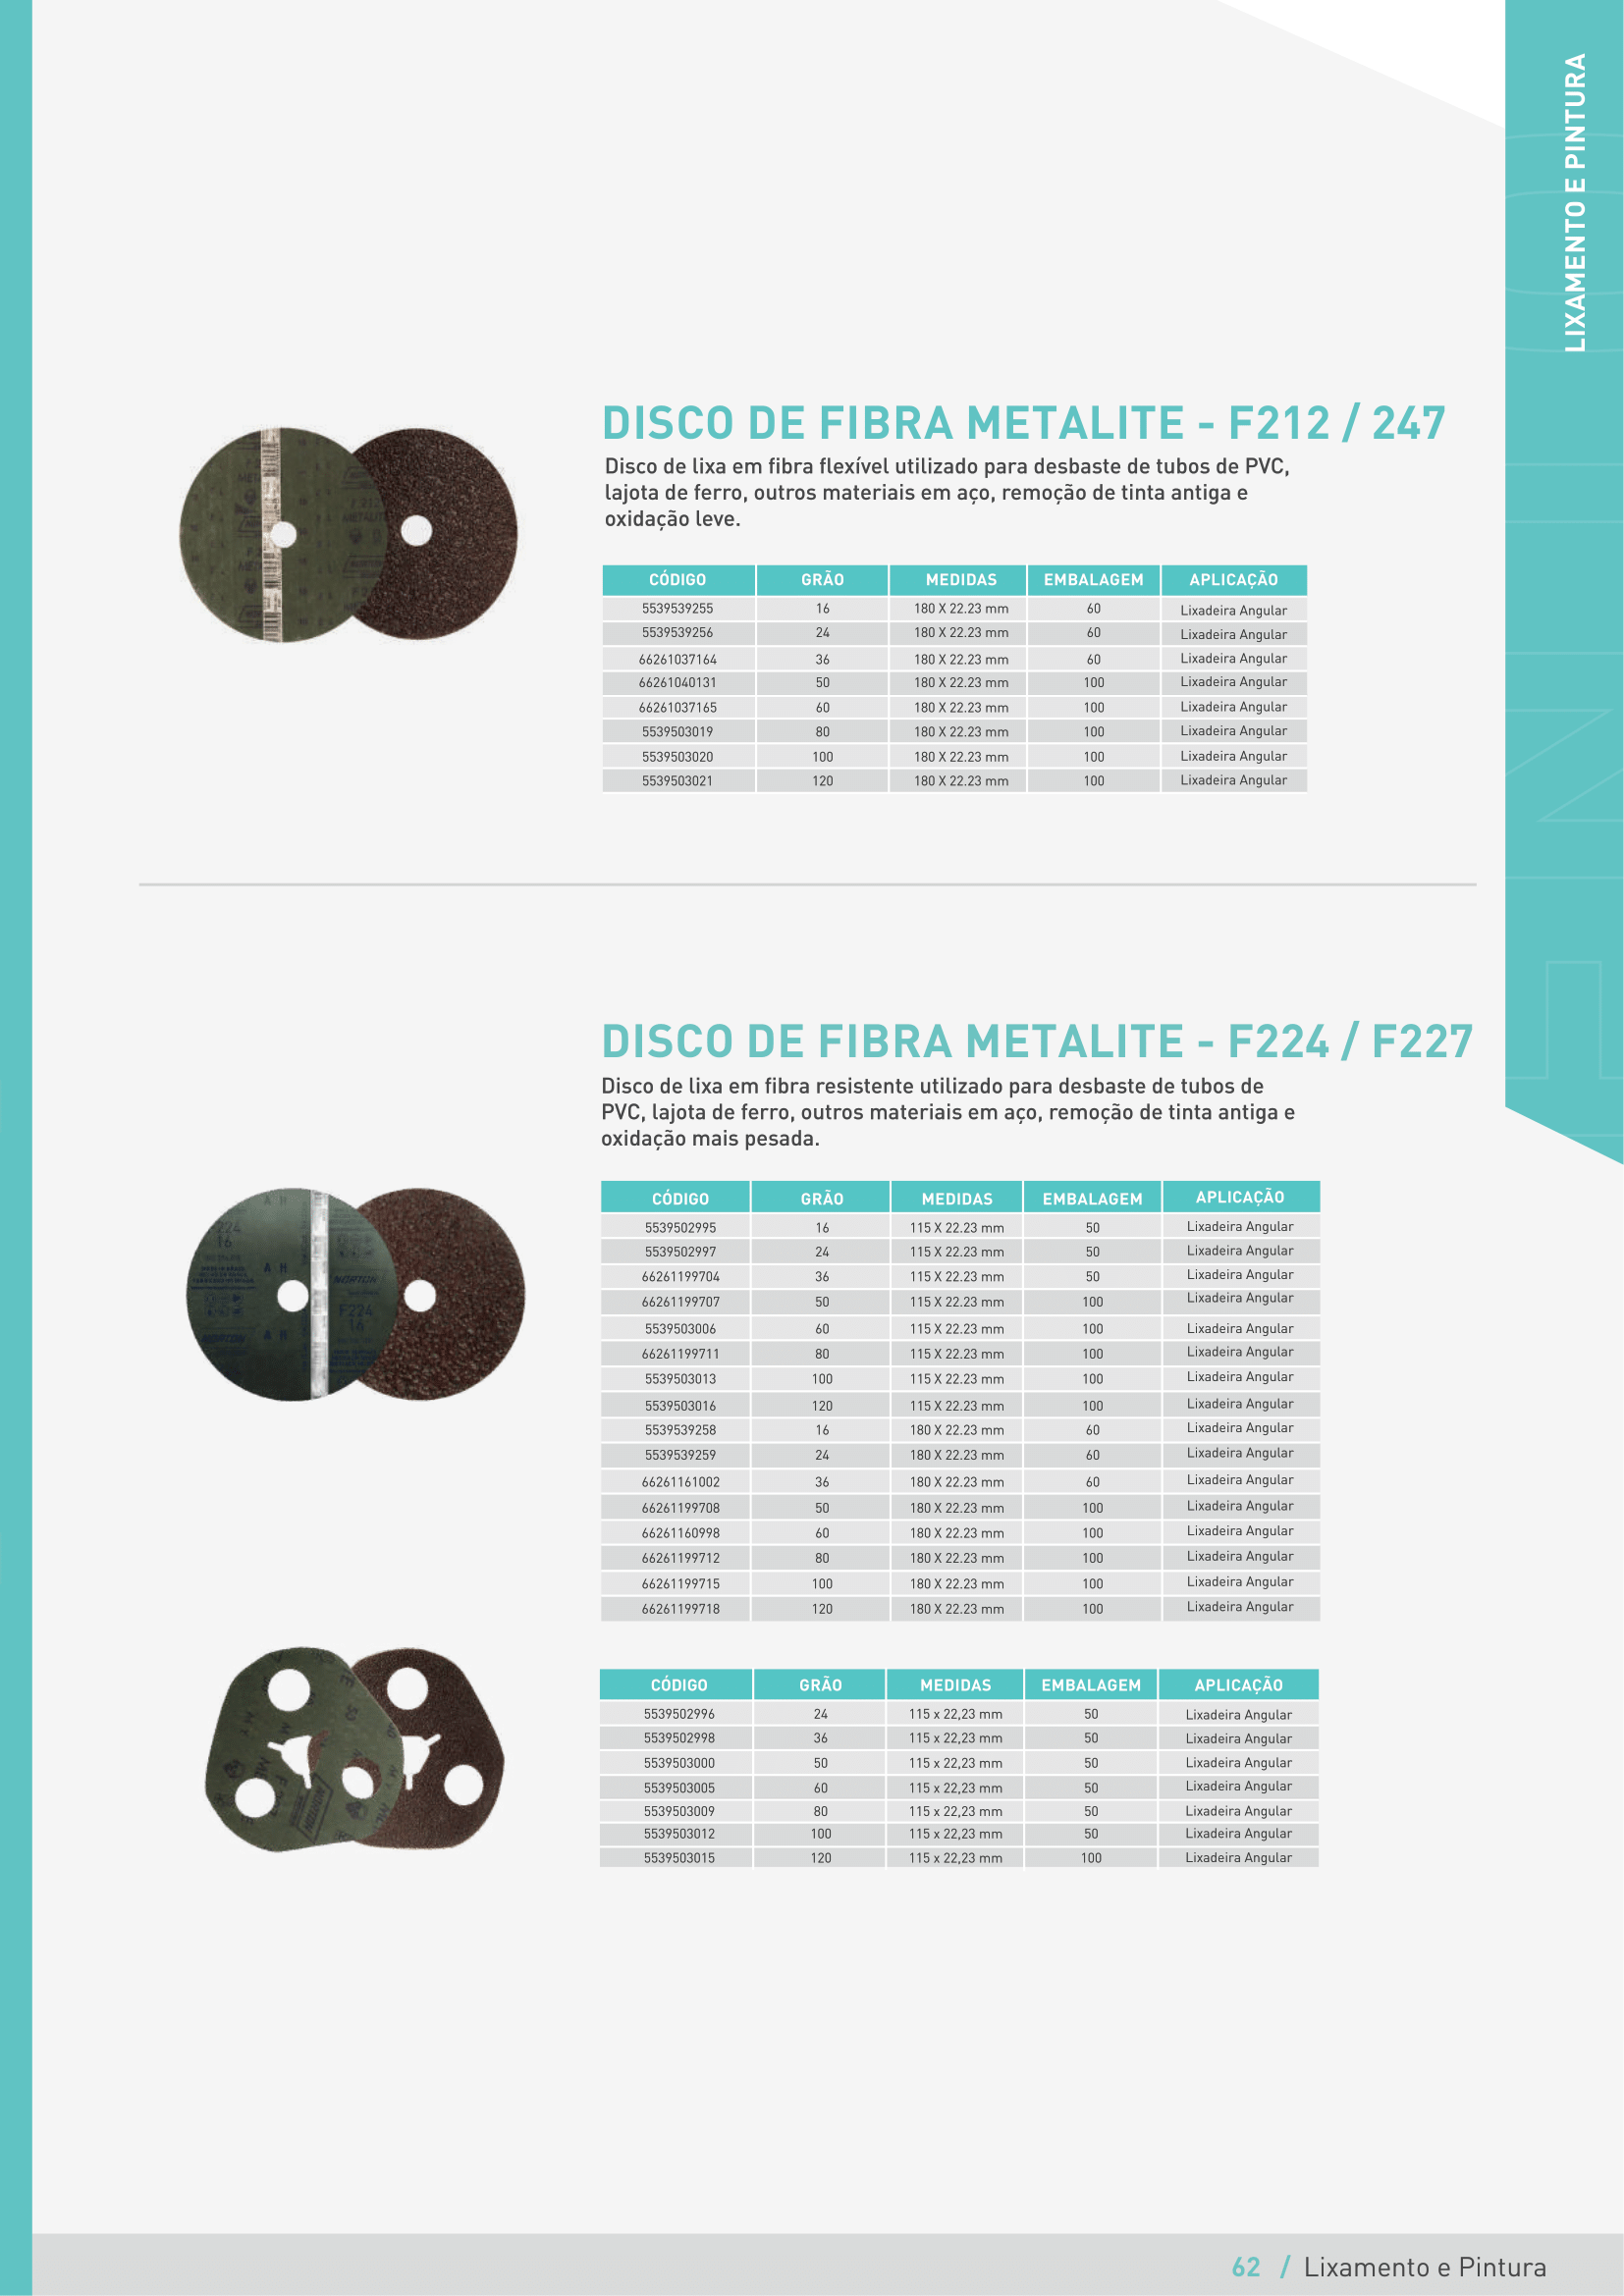 LIXAMENTO E PINTURA
DISCO DE FIBRA METALITE - F212 / 247
Disco de lixa em fibra flexível utilizado para desbaste de tubos de PVC,
lajota de ferro, outros materiais em aço, remoção de tinta antiga e
oxidação leve.
CÓDIGO GRÃO MEDIDAS EMBALAGEM APLICAÇÃO
5539539255 16 180 X 22.23 mm 60 Lixadeira Angular
5539539256 24 180 X 22.23 mm 60 Lixadeira Angular
66261037164 36 180 X 22.23 mm 60 Lixadeira Angular
66261040131 50 180 X 22.23 mm 100 Lixadeira Angular
66261037165 60 180 X 22.23 mm 100 Lixadeira Angular
5539503019 80 180 X 22.23 mm 100 Lixadeira Angular
5539503020 100 180 X 22.23 mm 100 Lixadeira Angular
5539503021 120 180 X 22.23 mm 100 Lixadeira Angular
DISCO DE FIBRA METALITE - F224 / F227
Disco de lixa em fibra resistente utilizado para desbaste de tubos de
PVC, lajota de ferro, outros materiais em aço, remoção de tinta antiga e
oxidação mais pesada.
CÓDIGO GRÃO MEDIDAS EMBALAGEM APLICAÇÃO
5539502995 16 115 X 22.23 mm 50 Lixadeira Angular
5539502997 24 115 X 22.23 mm 50 Lixadeira Angular
66261199704 36 115 X 22.23 mm 50 Lixadeira Angular
66261199707 50 115 X 22.23 mm 100 Lixadeira Angular
5539503006 60 115 X 22.23 mm 100 Lixadeira Angular
66261199711 80 115 X 22.23 mm 100 Lixadeira Angular
5539503013 100 115 X 22.23 mm 100 Lixadeira Angular
5539503016 120 115 X 22.23 mm 100 Lixadeira Angular
5539539258 16 180 X 22.23 mm 60 Lixadeira Angular
5539539259 24 180 X 22.23 mm 60 Lixadeira Angular
66261161002 36 180 X 22.23 mm 60 Lixadeira Angular
66261199708 50 180 X 22.23 mm 100 Lixadeira Angular
66261160998 60 180 X 22.23 mm 100 Lixadeira Angular
66261199712 80 180 X 22.23 mm 100 Lixadeira Angular
66261199715 100 180 X 22.23 mm 100 Lixadeira Angular
66261199718 120 180 X 22.23 mm 100 Lixadeira Angular
224
16
A H
NORTON
F224
16
NORTON
A H
CÓDIGO GRÃO MEDIDAS EMBALAGEM APLICAÇÃO
5539502996 24 115 x 22,23 mm 50 Lixadeira Angular
5539502998 36 115 x 22,23 mm 50 Lixadeira Angular
5539503000 50 115 x 22,23 mm 50 Lixadeira Angular
5539503005 60 115 x 22,23 mm 50 Lixadeira Angular
5539503009 80 115 x 22,23 mm 50 Lixadeira Angular
5539503012 100 115 x 22,23 mm 50 Lixadeira Angular
5539503015 120 115 x 22,23 mm 100 Lixadeira Angular
62 / Lixamento e Pintura